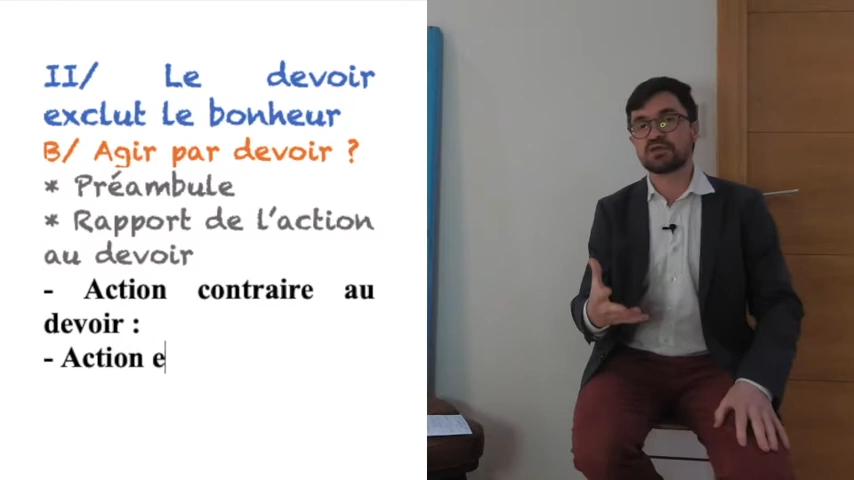 II/ Le devoir
exclut le bonheur
B/ Agir par devoir ?
* Préambule
* Rapport de l'action
au devoir
- Action contraire au
devoir :
- Action e